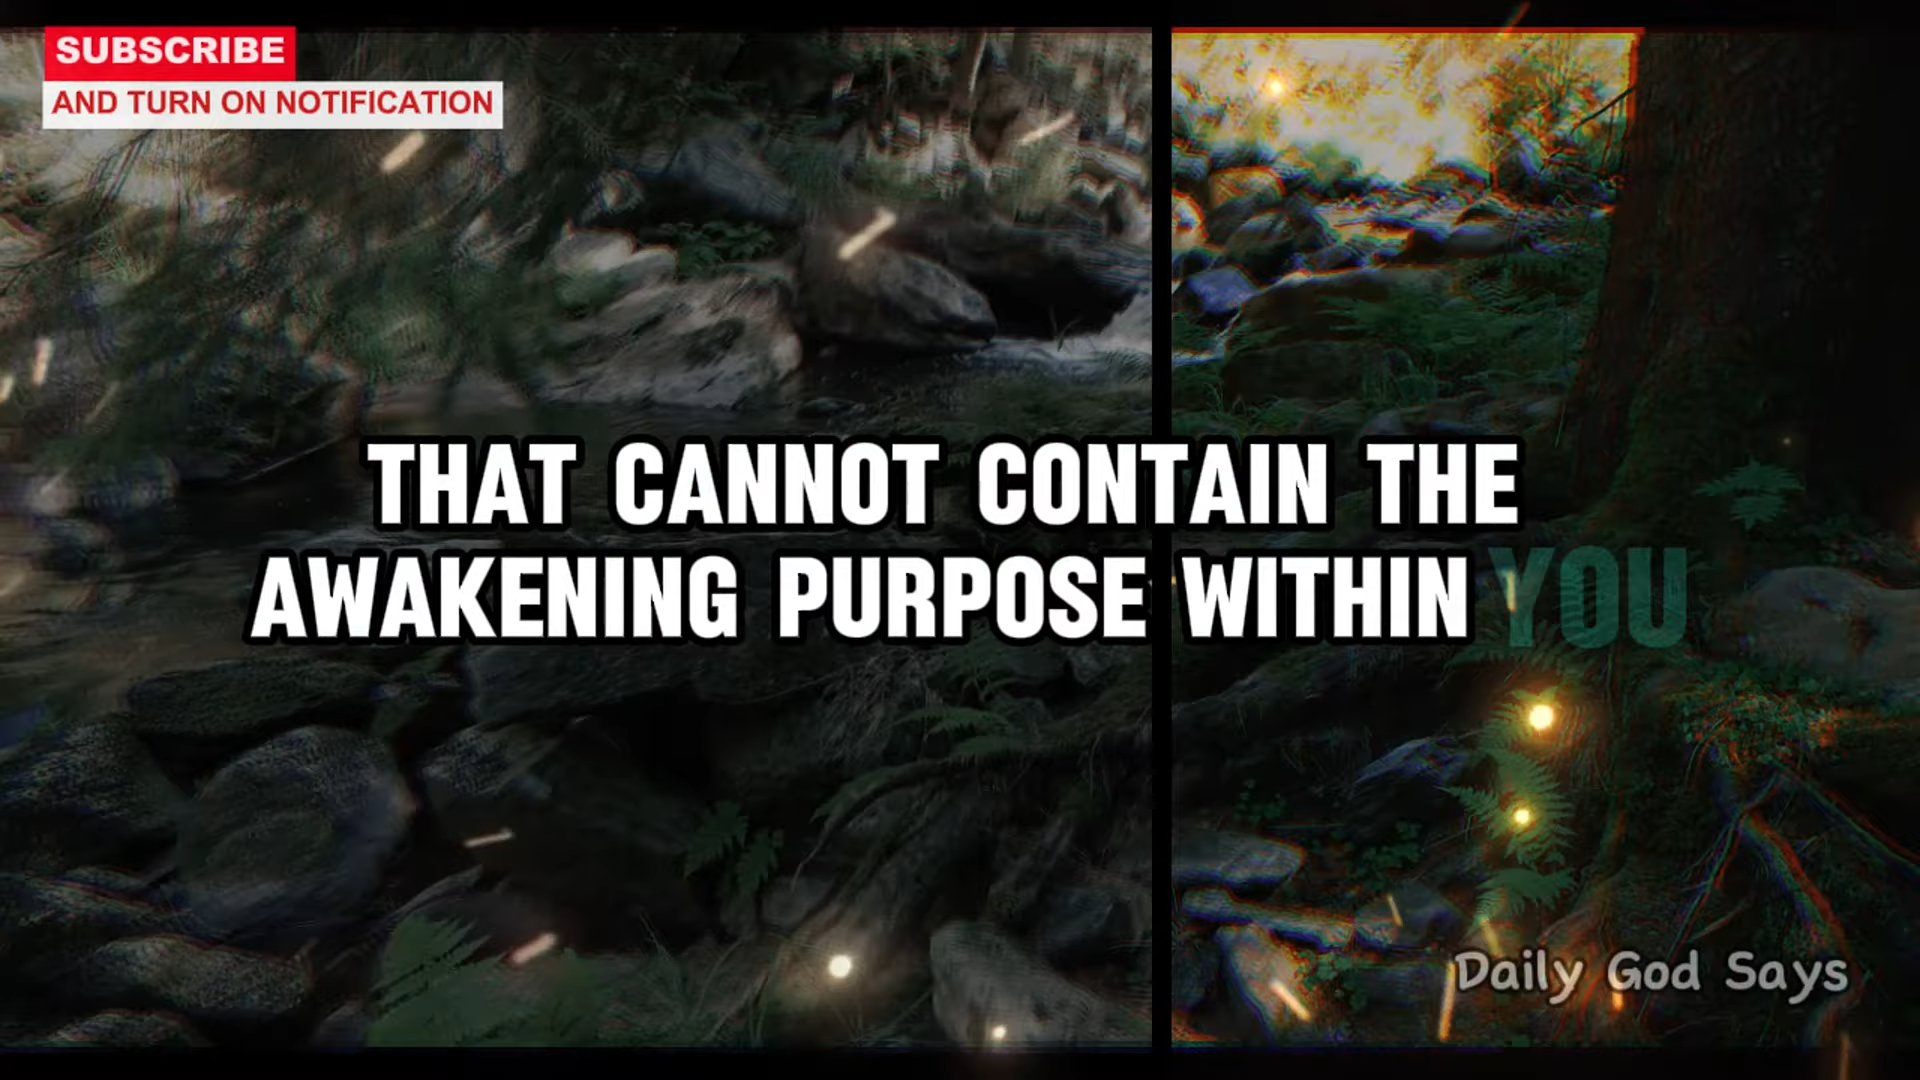 SUBSCRIBE
AND TURN ON NOTIFICATION
THAT CANNOT CONTAIN THE
AWAKENING PURPOSE WITHIN YOU
Daily God Says